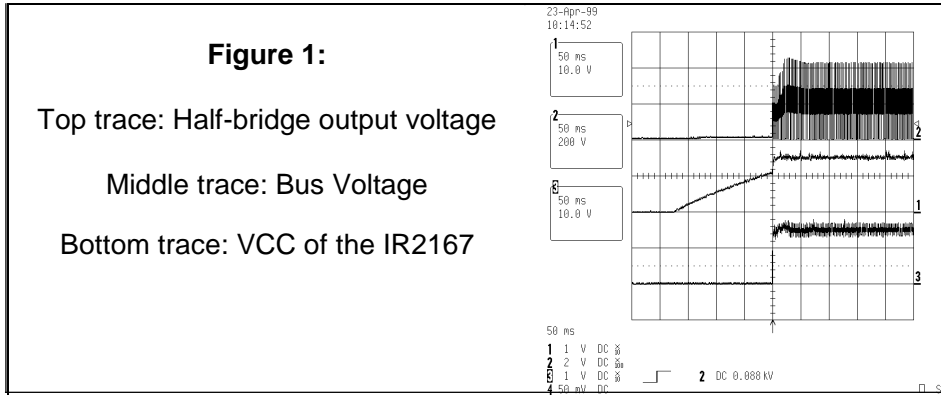 Figure 1:
Top trace: Half-bridge output voltage
Middle trace: Bus Voltage
Bottom trace: VCC of the IR2167
23-Apr-99
10:14:52
1
50 ms
10.0 V
2
50 ms
200 V
3
50 ms
10.0 V
2
1
3
50 ms
1 1 V DC
2 2 V DC
3 1 V DC
4 50 mV DC
2 DC 0.088 kV